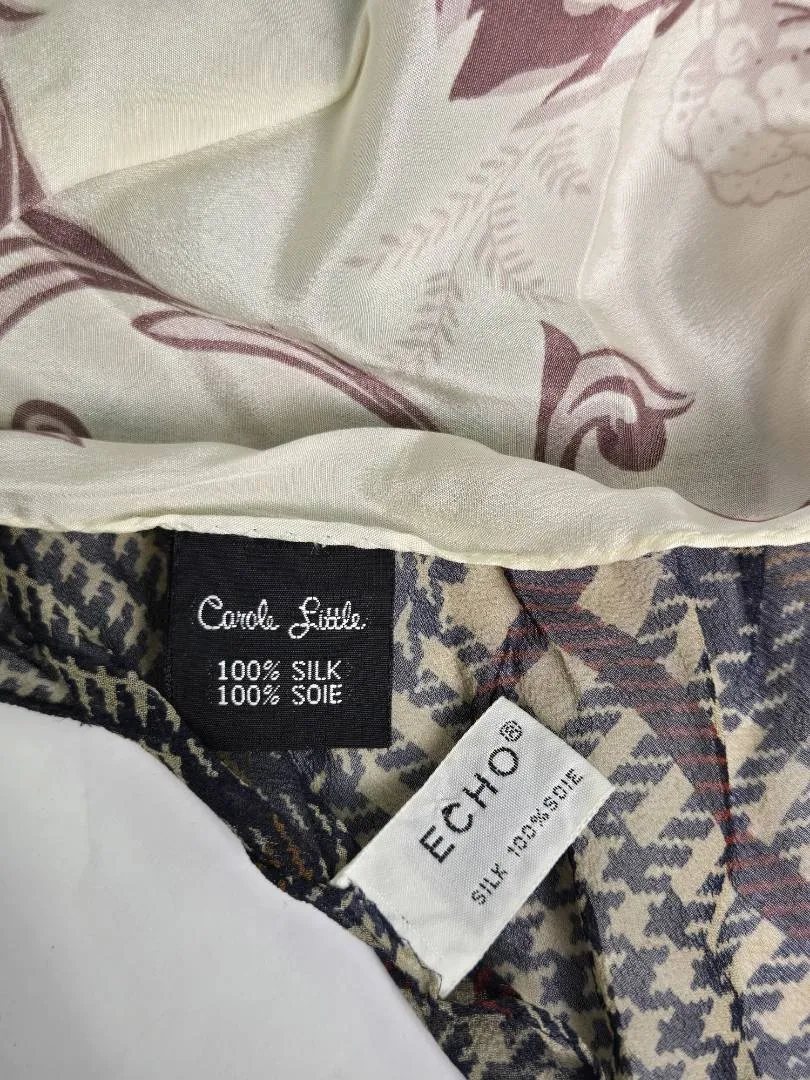 Carole Little
100% SILK
100% SOIE
ECHO®
SILK 100% SOIE